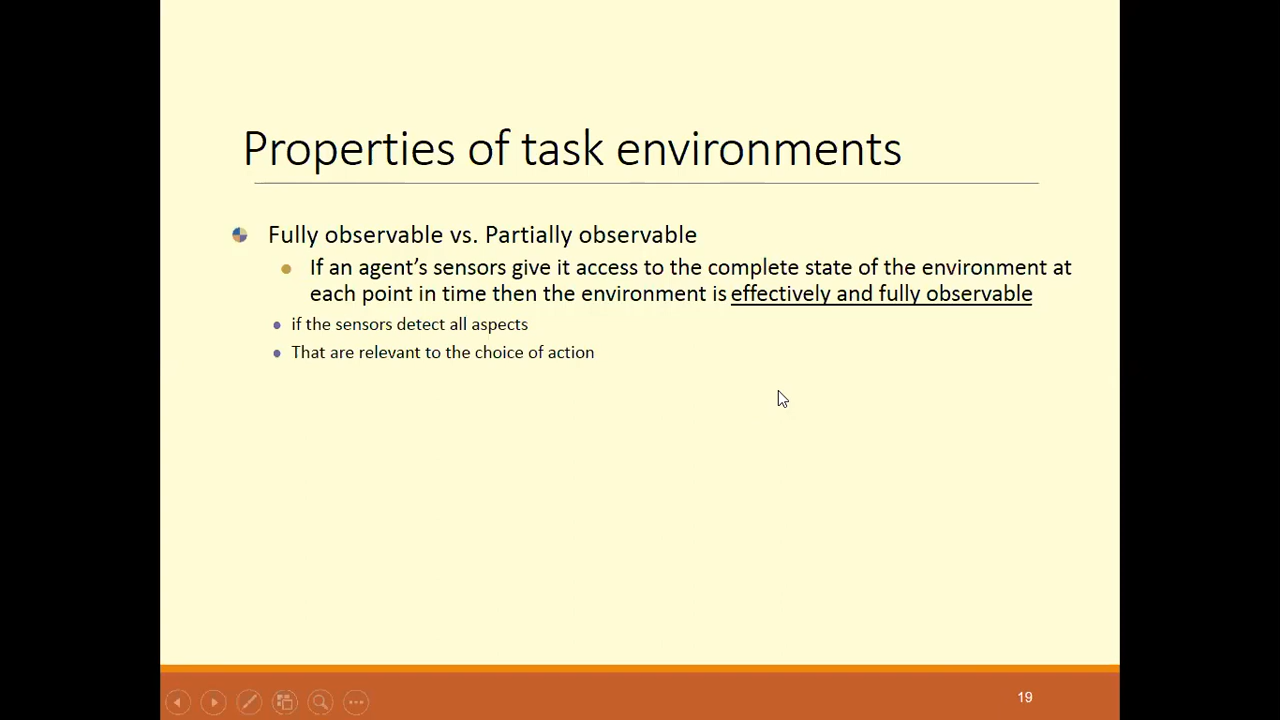 Properties of task environments
Fully observable vs. Partially observable
If an agent's sensors give it access to the complete state of the environment at
each point in time then the environment is effectively and fully observable
if the sensors detect all aspects
That are relevant to the choice of action
19